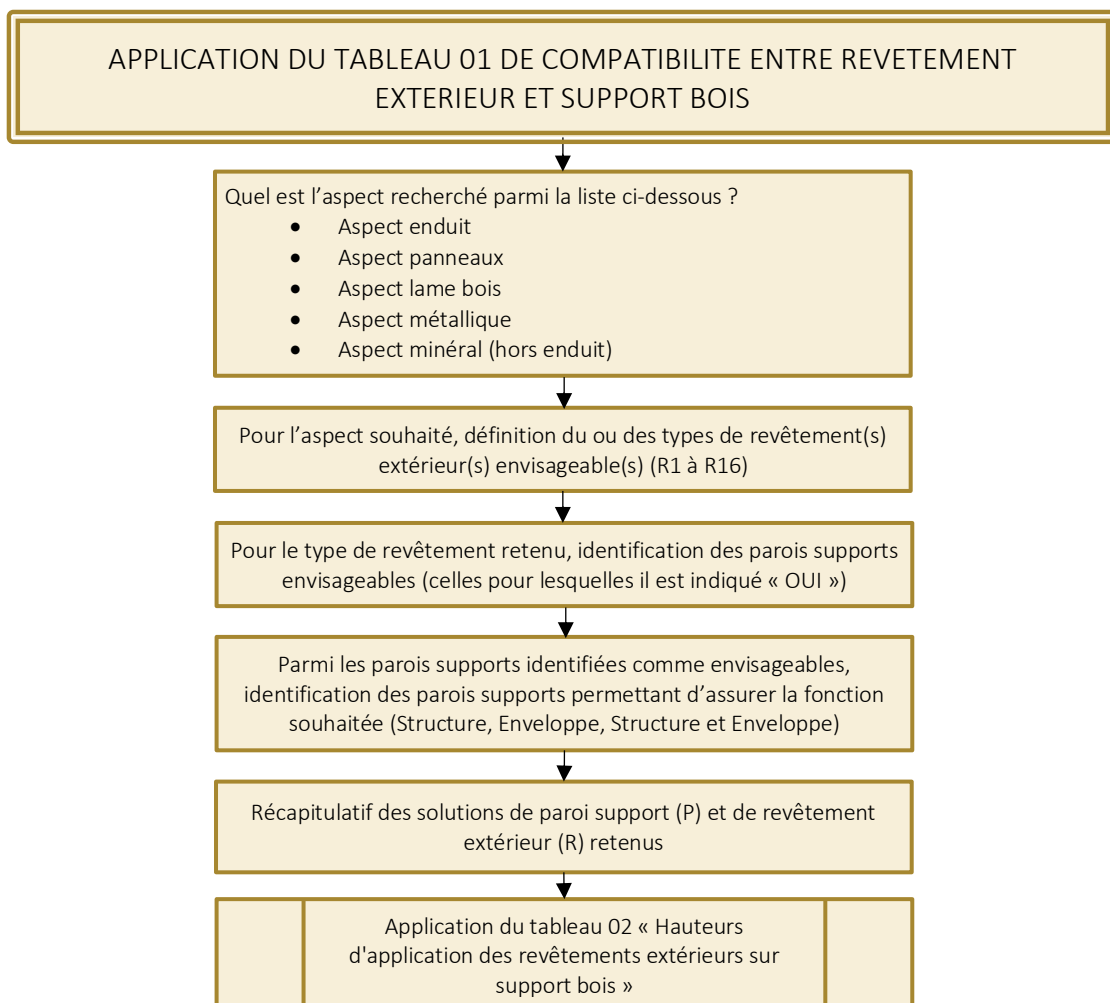 APPLICATION DU TABLEAU 01 DE COMPATIBILITE ENTRE REVETEMENT
EXTERIEUR ET SUPPORT BOIS
Quel est l’aspect recherché parmi la liste ci-dessous ?
• Aspect enduit
• Aspect panneaux
• Aspect lame bois
• Aspect métallique
• Aspect minéral (hors enduit)
Pour l’aspect souhaité, définition du ou des types de revêtement(s)
extérieur(s) envisageable(s) (R1 à R16)
Pour le type de revêtement retenu, identification des parois supports
envisageables (celles pour lesquelles il est indiqué « OUI »)
Parmi les parois supports identifiées comme envisageables,
identification des parois supports permettant d’assurer la fonction
souhaitée (Structure, Enveloppe, Structure et Enveloppe)
Récapitulatif des solutions de paroi support (P) et de revêtement
extérieur (R) retenus
Application du tableau 02 « Hauteurs
d'application des revêtements extérieurs sur
support bois »